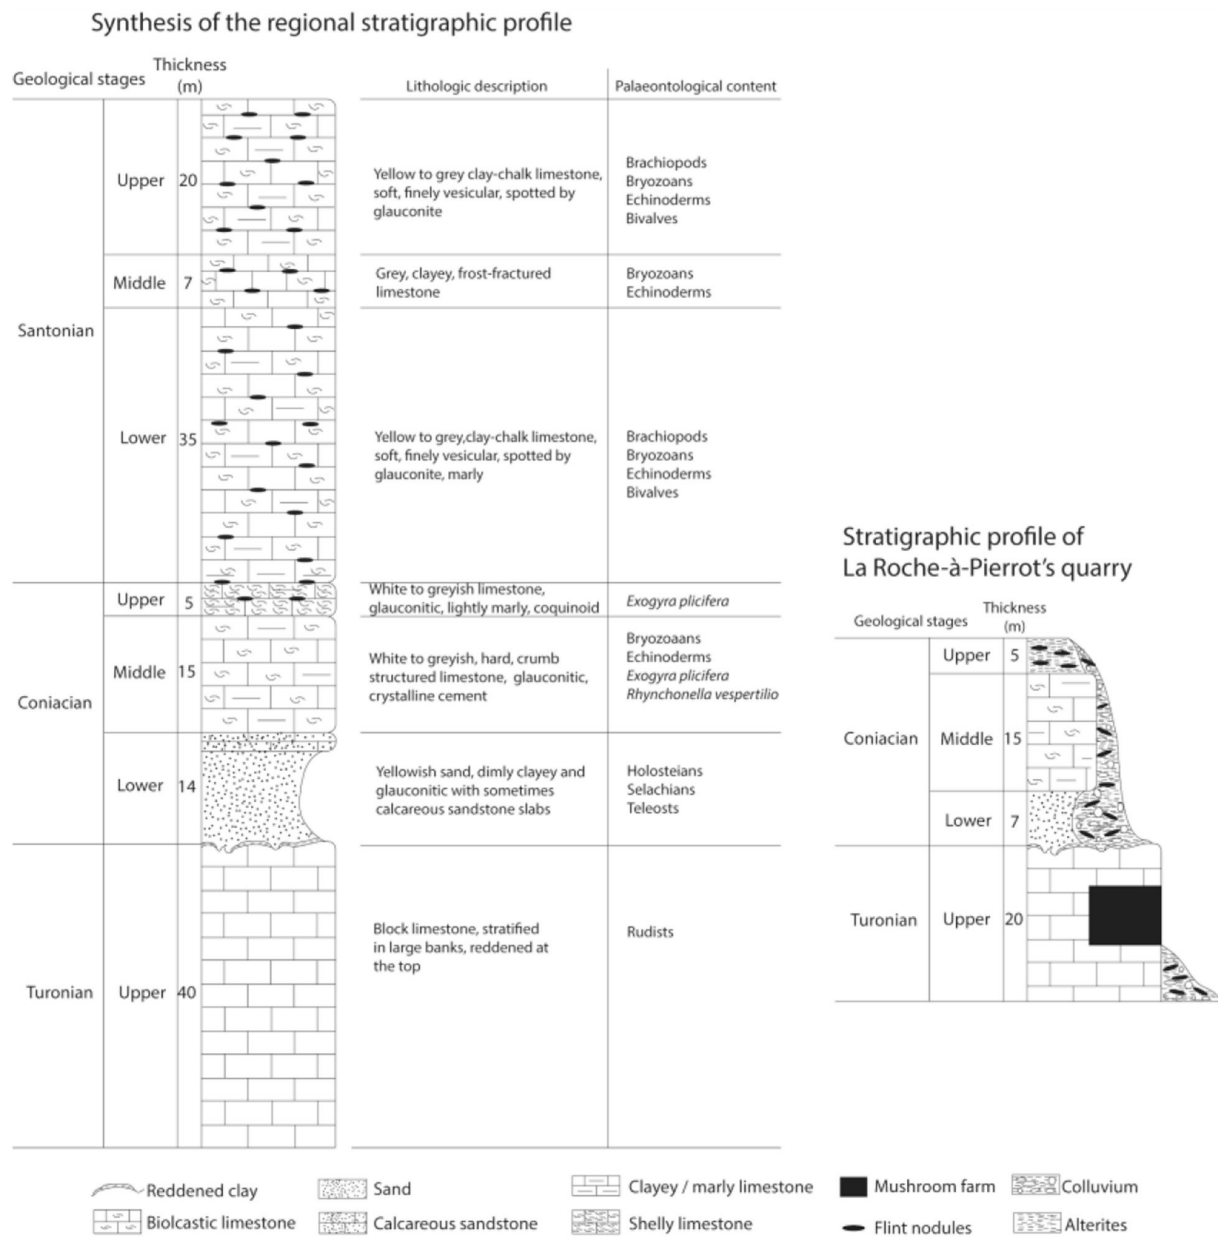 Synthesis of the regional stratigraphic profile
Geological stages
Thickness
(m)
Lithologic description
Palaeontological content
Santonian
Upper
20
Yellow to grey clay-chalk limestone,
soft, finely vesicular, spotted by
glauconite
Brachiopods
Bryozoans
Echinoderms
Bivalves
Middle
7
Grey, clayey, frost-fractured
limestone
Bryozoans
Echinoderms
Lower
35
Yellow to grey,clay-chalk limestone,
soft, finely vesicular, spotted by
glauconite, marly
Brachiopods
Bryozoans
Echinoderms
Bivalves
Coniacian
Upper
5
White to greyish limestone,
glauconitic, lightly marly, coquinoid
Exogyra plicifera
Middle
15
White to greyish, hard, crumb
structured limestone, glauconitic,
crystalline cement
Bryozoaans
Echinoderms
Exogyra plicifera
Rhynchonella vespertilio
Lower
14
Yellowish sand, dimly clayey and
glauconitic with sometimes
calcareous sandstone slabs
Holosteians
Selachians
Teleosts
Turonian
Upper
40
Block limestone, stratified
in large banks, reddened at
the top
Rudists
Stratigraphic profile of
La Roche-à-Pierrot's quarry
Geological stages
Thickness
(m)
Coniacian
Upper
5
Middle
15
Lower
7
Turonian
Upper
20
Reddened clay
Sand
Clayey / marly limestone
Mushroom farm
Colluvium
Biolcastic limestone
Calcareous sandstone
Shelly limestone
Flint nodules
Alterites